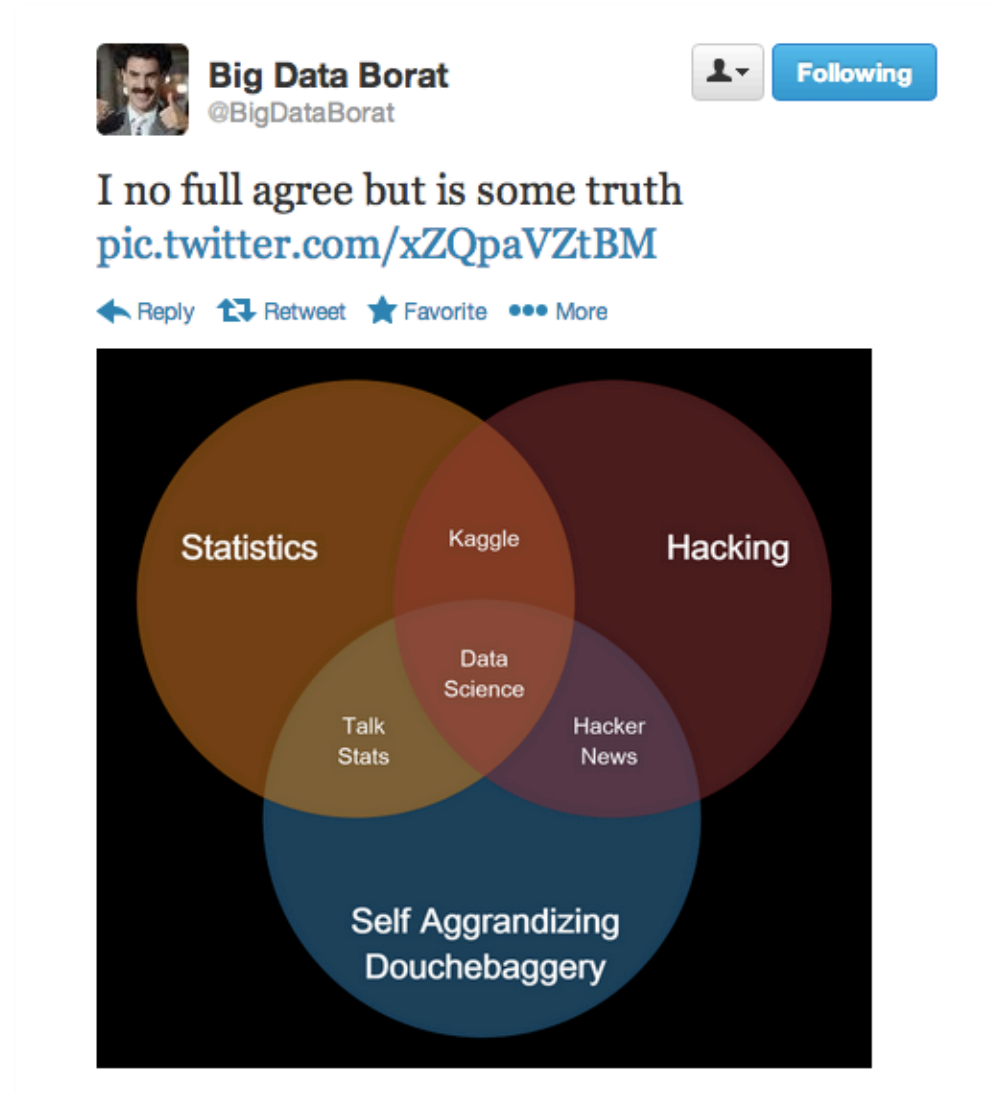 Big Data Borat
@BigDataBorat
Following
I no full agree but is some truth
pic.twitter.com/xZQpaVZtBM
Reply Retweet Favorite More
Statistics
Kaggle
Hacking
Data
Science
Talk
Stats
Hacker
News
Self Aggrandizing
Douchebaggery